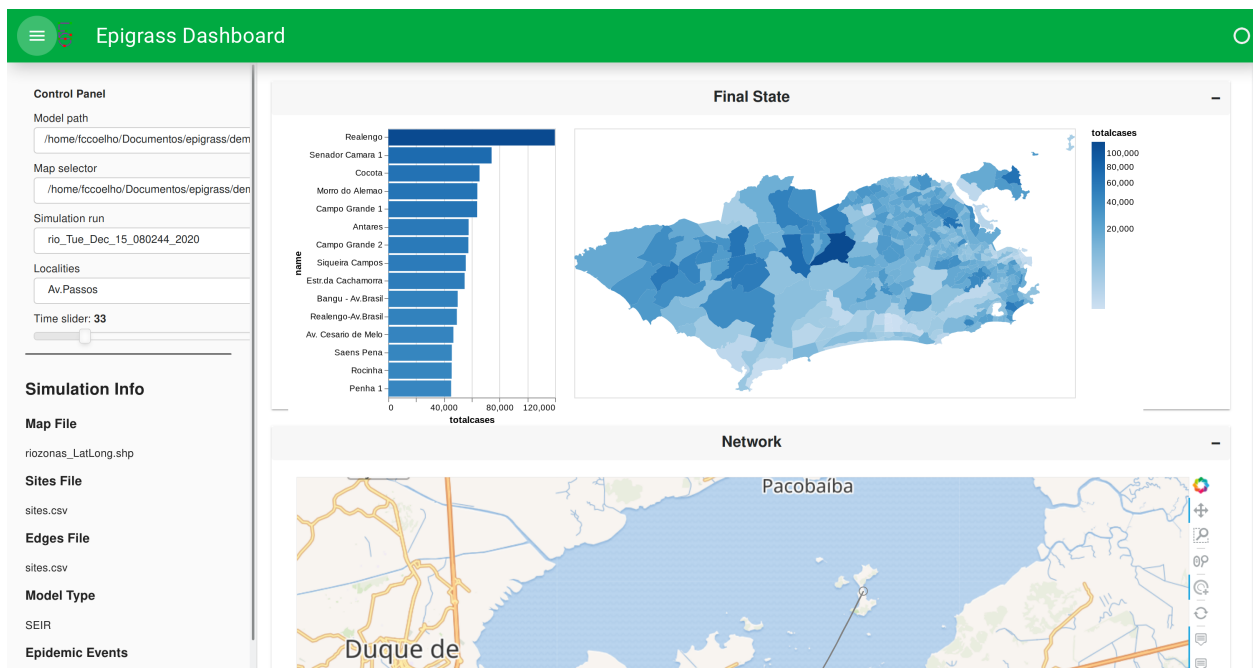 Epigrass Dashboard
Control Panel
Model path
/home/fccoelho/Documentos/epigrass/dem
Map selector
/home/fccoelho/Documentos/epigrass/den
Simulation run
rio_Tue_Dec_15_080244_2020
Localities
Av.Passos
Time slider: 33
Simulation Info
Map File
riozonas_LatLong.shp
Sites File
sites.csv
Edges File
sites.csv
Model Type
SEIR
Epidemic Events
Final State
–
name
Realengo
Senador Camara 1
Cocota
Morro do Alemao
Campo Grande 1
Antares
Campo Grande 2
Siqueira Campos
Estr.da Cachamorra
Bangu - Av.Brasil
Realengo-Av.Brasil
Av. Cesario de Melo
Saens Pena
Rocinha
Penha 1
0 40,000 80,000 120,000
totalcases
totalcases
100,000
80,000
60,000
40,000
20,000
Network
–
Pacobaíba
Duque de